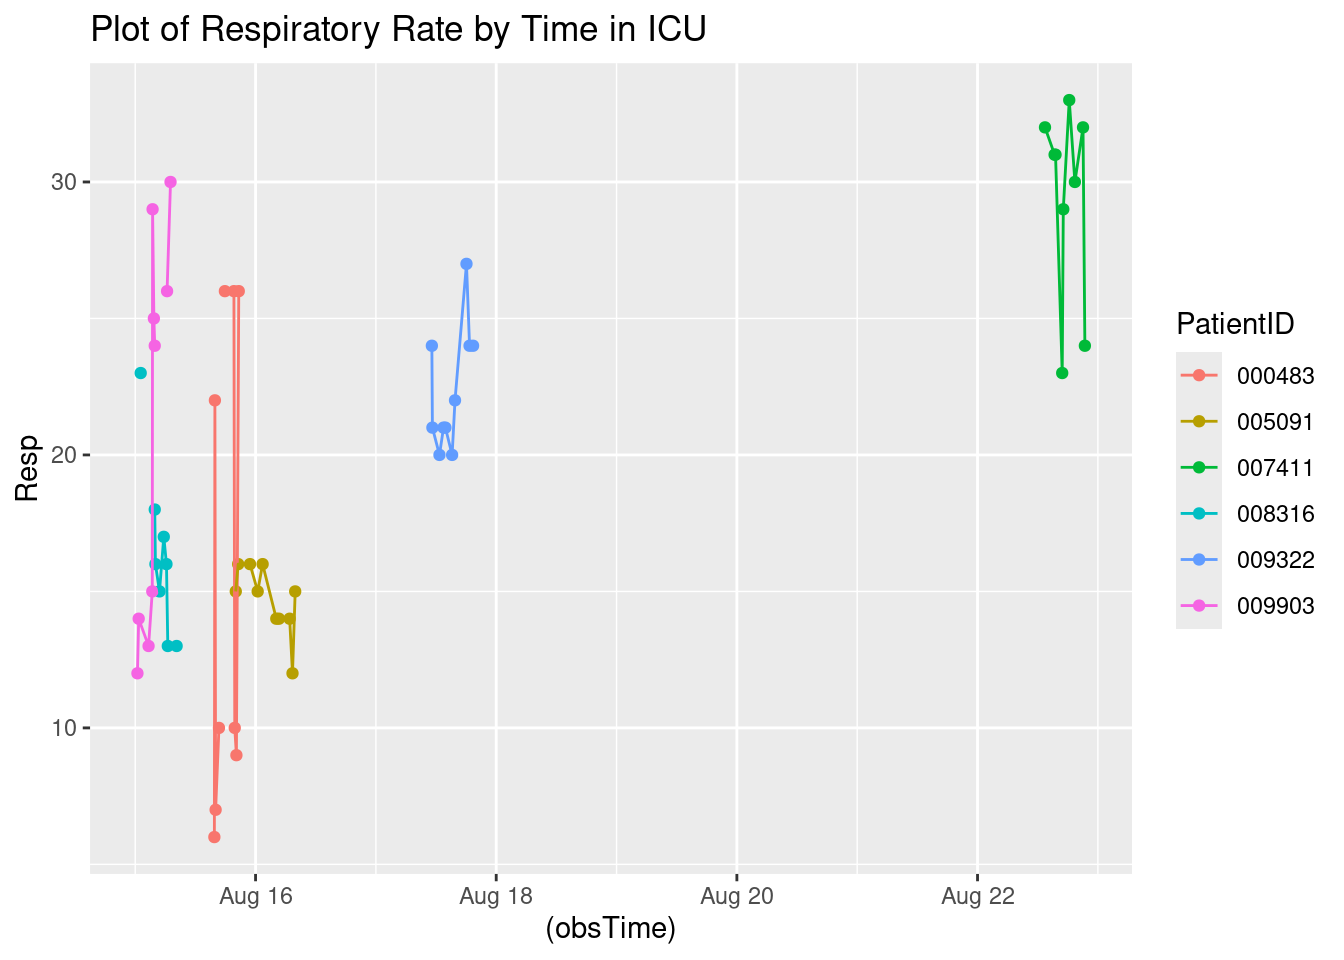 Plot of Respiratory Rate by Time in ICU
30
20
10
Resp
Aug 16
Aug 18
Aug 20
Aug 22
(obsTime)
PatientID
000483
005091
007411
008316
009322
009903